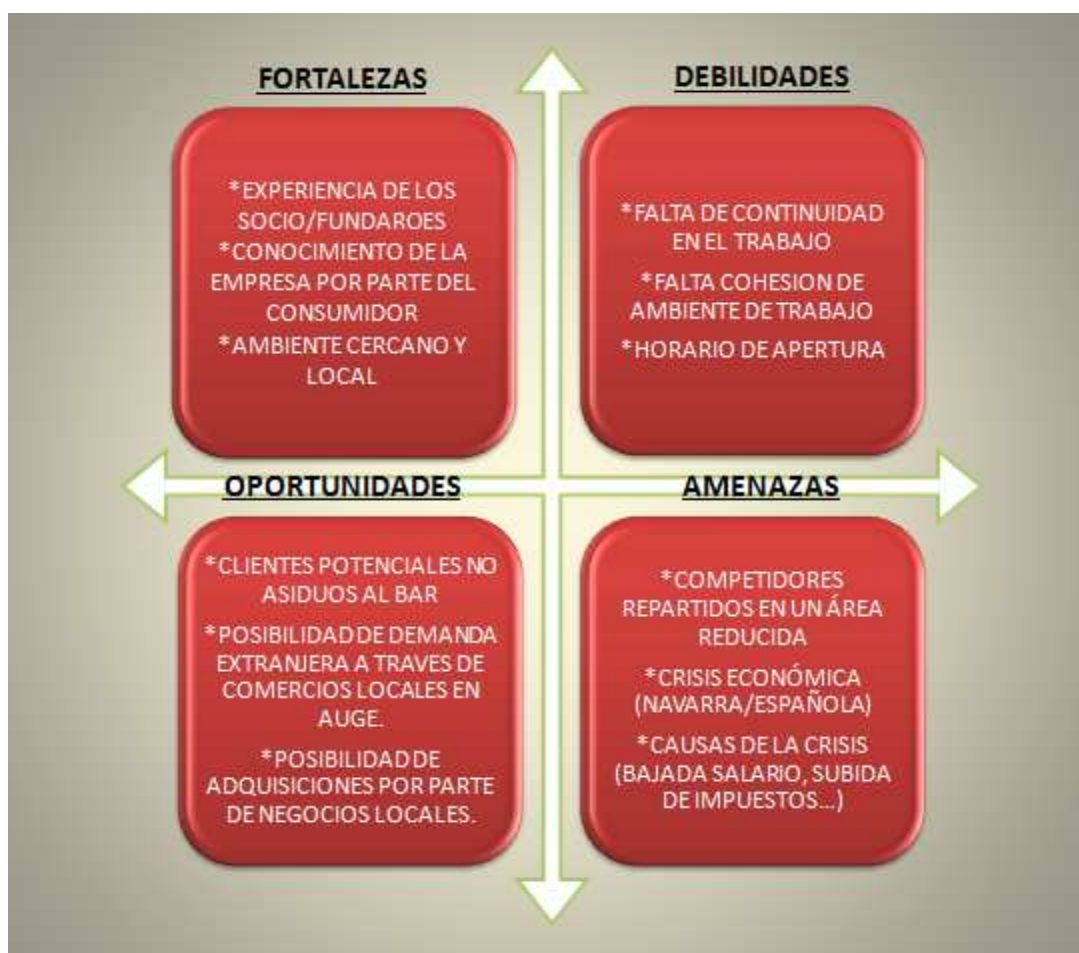 FORTALEZAS
*EXPERIENCIA DE LOS
SOCIO/FUNDAROES
*CONOCIMIENTO DE LA
EMPRESA POR PARTE DEL
CONSUMIDOR
*AMBIENTE CERCANO Y
LOCAL
DEBILIDADES
*FALTA DE CONTINUIDAD
EN EL TRABAJO
*FALTA COHESION DE
AMBIENTE DE TRABAJO
*HORARIO DE APERTURA
OPORTUNIDADES
*CLIENTES POTENCIALES NO
ASIDUOS AL BAR
*POSIBILIDAD DE DEMANDA
EXTRANJERA A TRAVES DE
COMERCIOS LOCALES EN
AUGE.
*POSIBILIDAD DE
ADQUISICIONES POR PARTE
DE NEGOCIOS LOCALES.
AMENAZAS
*COMPETIDORES
REPARTIDOS EN UN ÁREA
REDUCIDA
*CRISIS ECONÓMICA
(NAVARRA/ESPAÑOLA)
*CAUSAS DE LA CRISIS
(BAJADA SALARIO, SUBIDA
DE IMPUESTOS...)